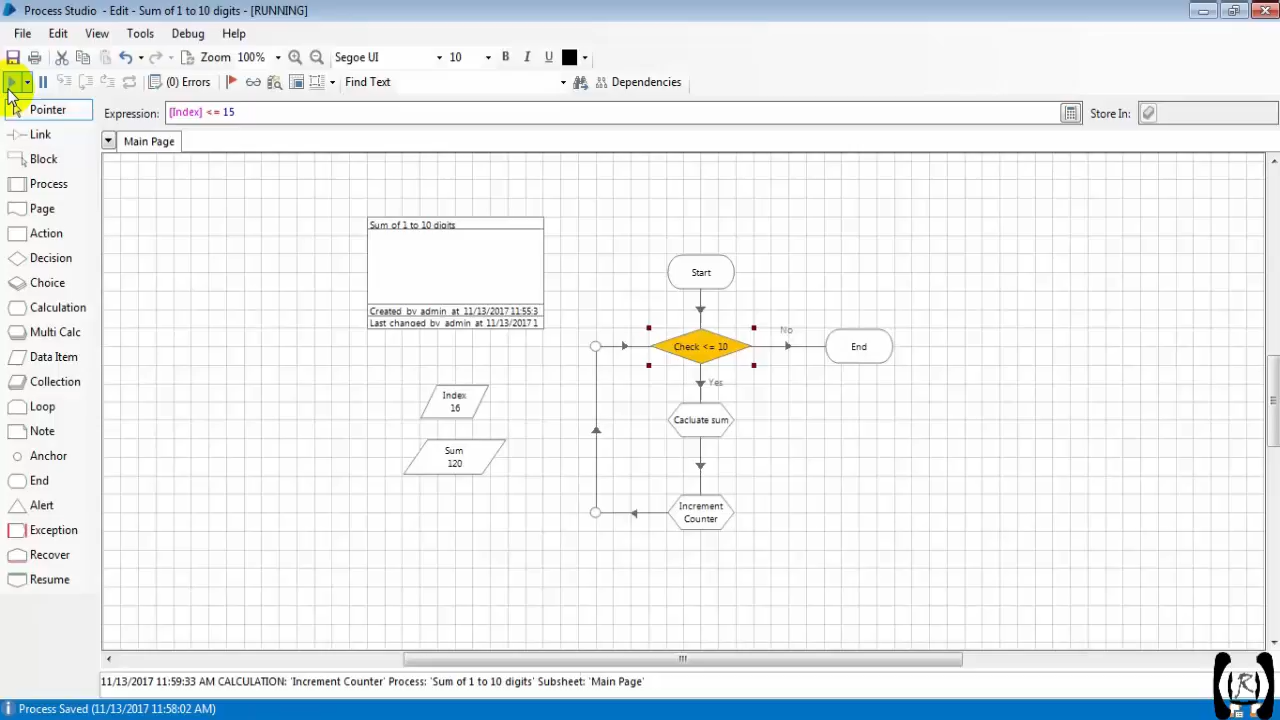 Process Studio - Edit - Sum of 1 to 10 digits - [RUNNING]
File Edit View Tools Debug Help
Zoom 100% Segoe UI 10 B I U
(0) Errors Find Text Dependencies
Pointer
Expression: [Index] <= 15 Store In:
Link
Main Page
Block
Process
Page
Action
Decision
Choice
Calculation
Multi Calc
Data Item
Collection
Loop
Note
Anchor
End
Alert
Exception
Recover
Resume
Sum of 1 to 10 digits
Created by admin at 11/13/2017 11:55:3
Last changed by admin at 11/13/2017 1
Start
Check <= 10
No
End
Yes
Index
16
Cacluate sum
Sum
120
Increment
Counter
11/13/2017 11:59:33 AM CALCULATION: 'Increment Counter' Process: 'Sum of 1 to 10 digits' Subsheet: 'Main Page'
Process Saved (11/13/2017 11:58:02 AM)
R